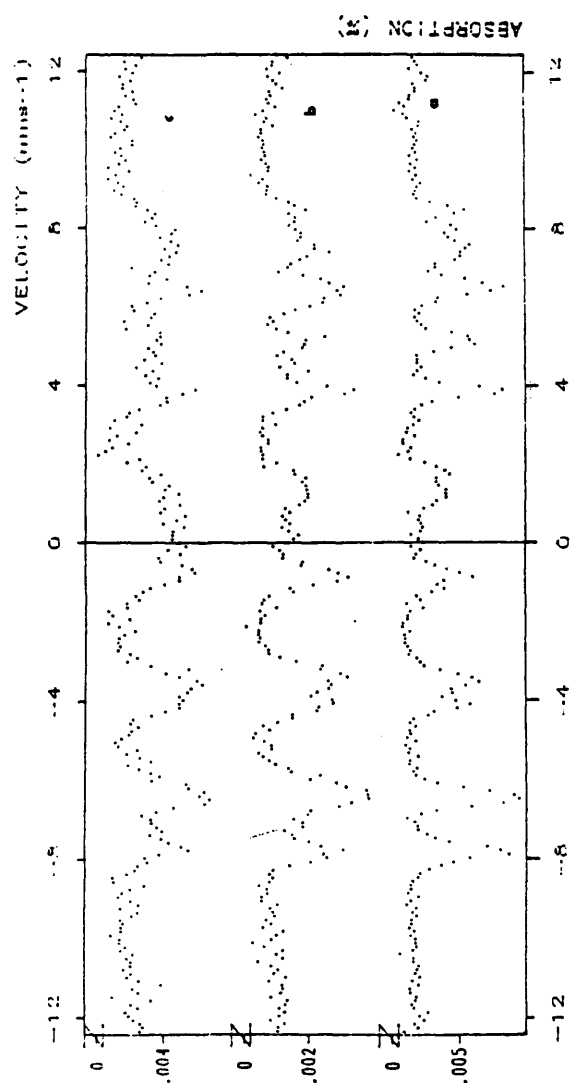 ABSORPTION (%)
VELOCITY (mms--1)
--12 --8 --4 0 4 8 12
c
b
a
--12 --8 --4 0 4 8 12
0
.004
0
.002
0
.005